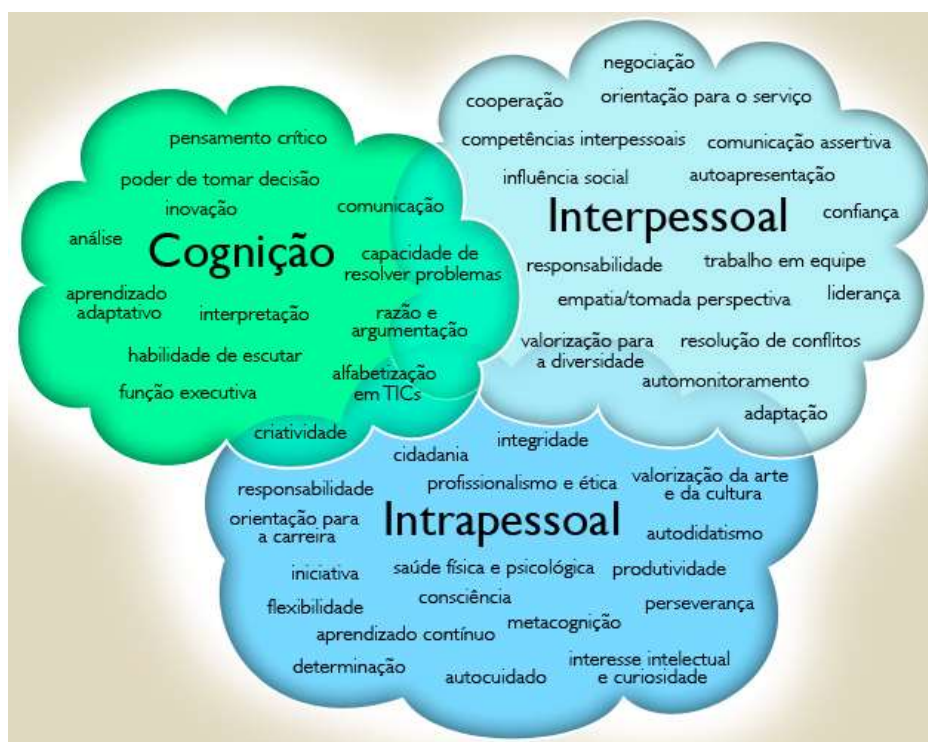 pensamento crítico
poder de tomar decisão
inovação
comunicação
análise
Cognição
capacidade de
resolver problemas
aprendizado
adaptativo
interpretação
razão e
argumentação
habilidade de escutar
função executiva
alfabetização
em TICs
criatividade
negociação
cooperação
orientação para o serviço
competências interpessoais
comunicação assertiva
influência social
autoapresentação
Interpessoal
confiança
responsabilidade
trabalho em equipe
empatia/tomada perspectiva
liderança
valorização para
a diversidade
resolução de conflitos
automonitoramento
adaptação
integridade
cidadania
responsabilidade
profissionalismo e ética
valorização da arte
e da cultura
orientação para
a carreira
Intrapessoal
autodidatismo
iniciativa
saúde física e psicológica
produtividade
flexibilidade
consciência
perseverança
metacognição
aprendizado contínuo
determinação
autocuidado
interesse intelectual
e curiosidade